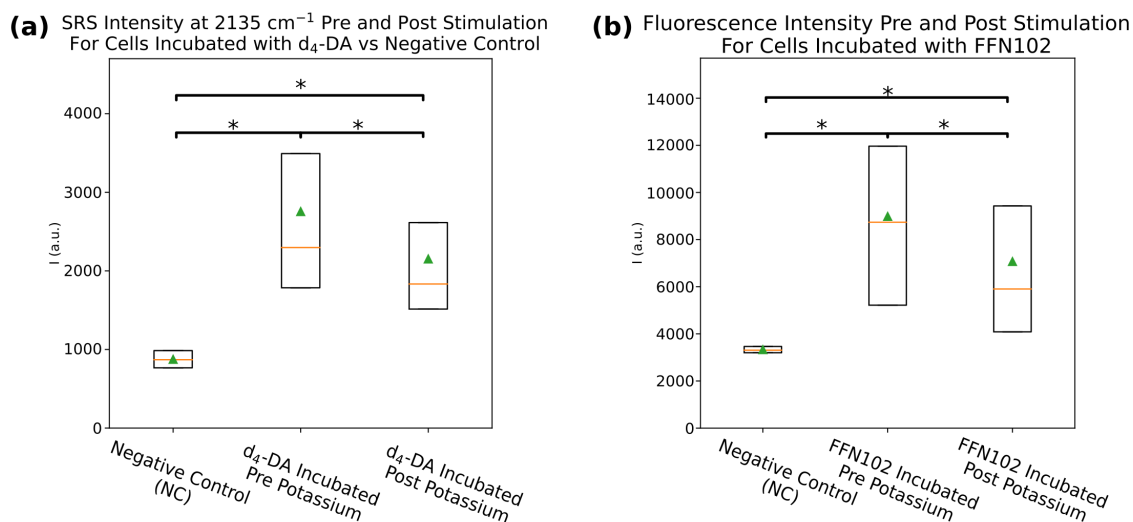 (a) SRS Intensity at 2135 cm⁻¹ Pre and Post Stimulation
For Cells Incubated with d₄-DA vs Negative Control
*
*
*
4000
3000
2000
1000
0
I (a.u.)
Negative Control
(NC)
d₄-DA Incubated
Pre Potassium
d₄-DA Incubated
Post Potassium
(b) Fluorescence Intensity Pre and Post Stimulation
For Cells Incubated with FFN102
*
*
*
14000
12000
10000
8000
6000
4000
2000
0
I (a.u.)
Negative Control
(NC)
FFN102 Incubated
Pre Potassium
FFN102 Incubated
Post Potassium